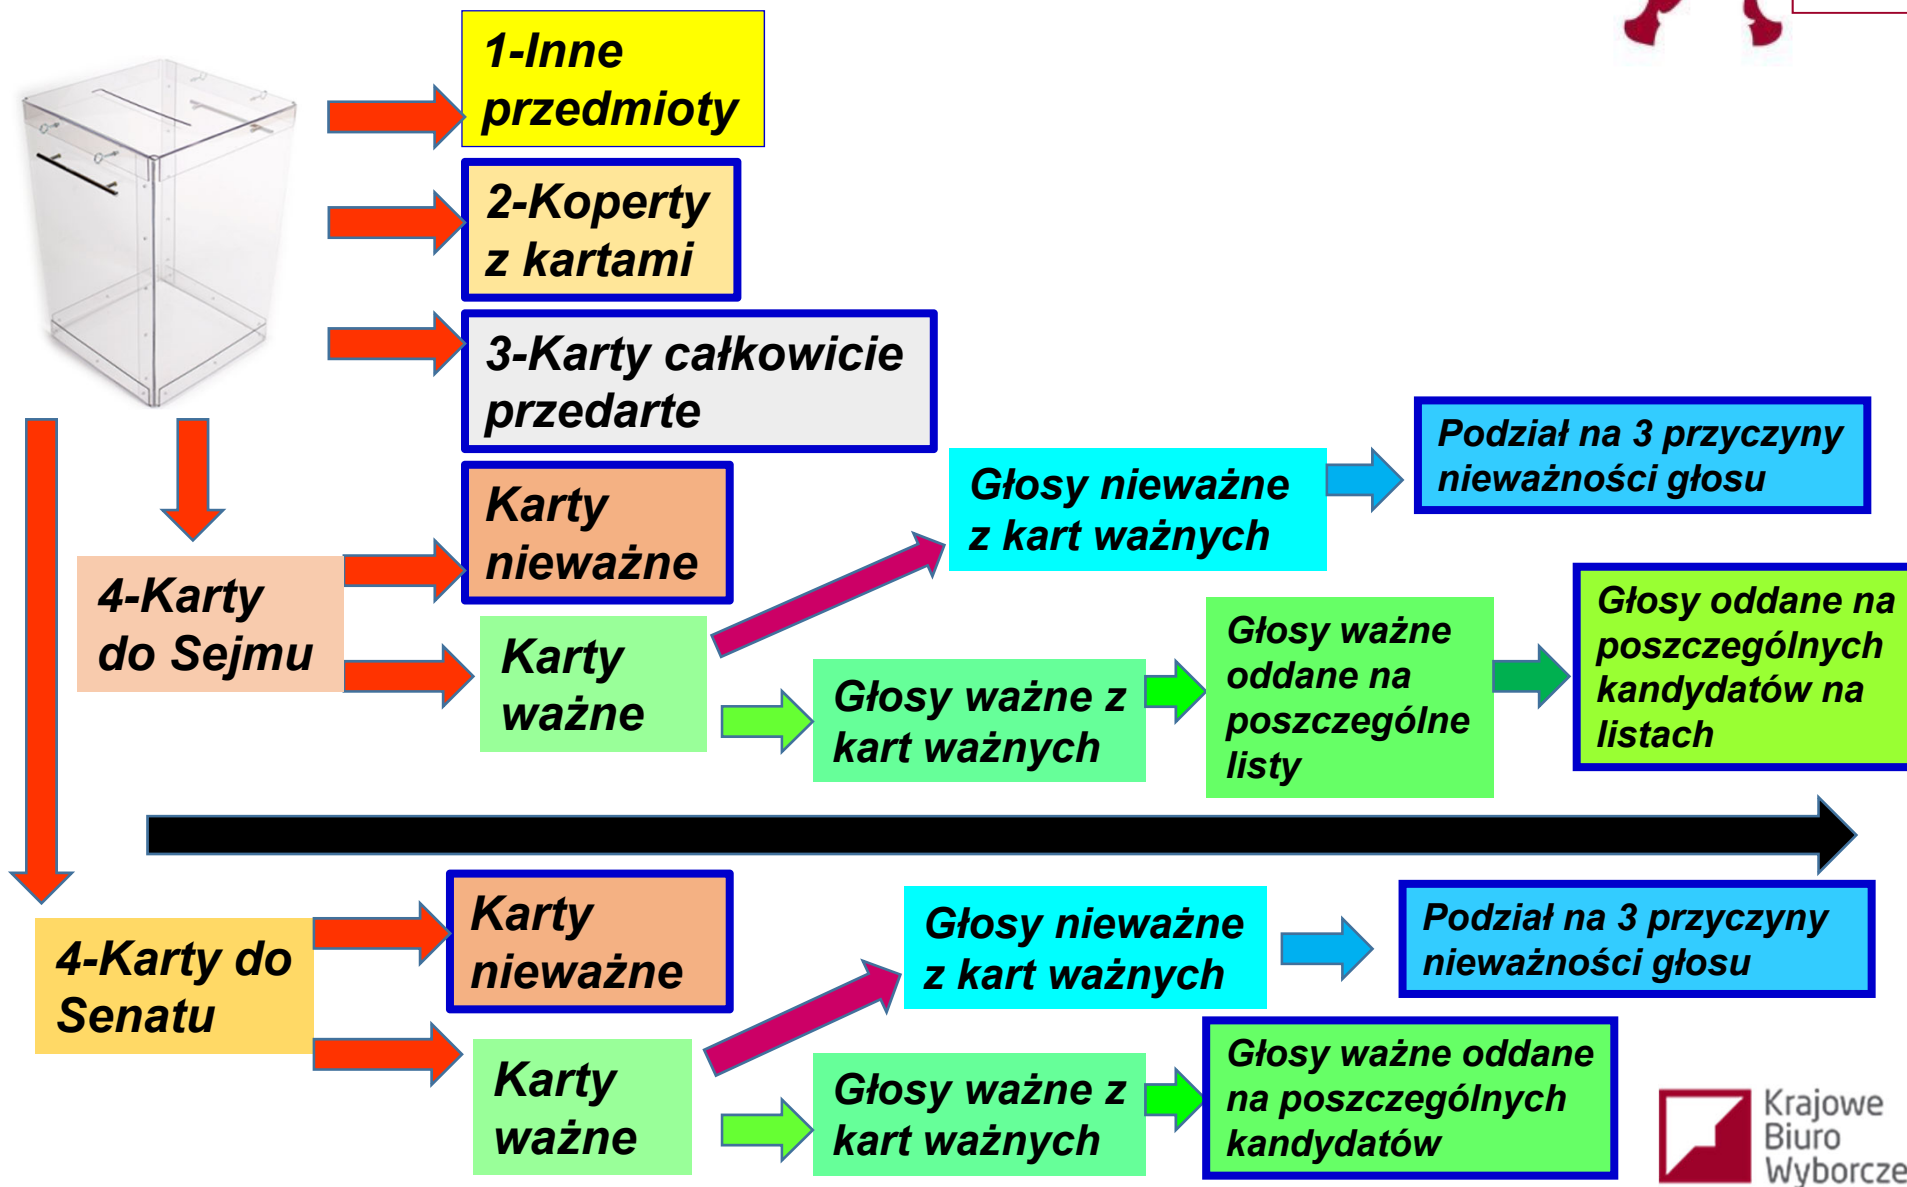 1-Inne
przedmioty
2-Koperty
z kartami
3-Karty całkowicie
przedarte
Podział na 3 przyczyny
nieważności głosu
Głosy nieważne
z kart ważnych
Karty
nieważne
4-Karty
do Sejmu
Karty
ważne
Głosy ważne z
kart ważnych
Głosy ważne
oddane na
poszczególne
listy
Głosy oddane na
poszczególnych
kandydatów na
listach
Karty
nieważne
Głosy nieważne
z kart ważnych
Podział na 3 przyczyny
nieważności głosu
4-Karty do
Senatu
Karty
ważne
Głosy ważne z
kart ważnych
Głosy ważne oddane
na poszczególnych
kandydatów
Krajowe
Biuro
Wyborcze